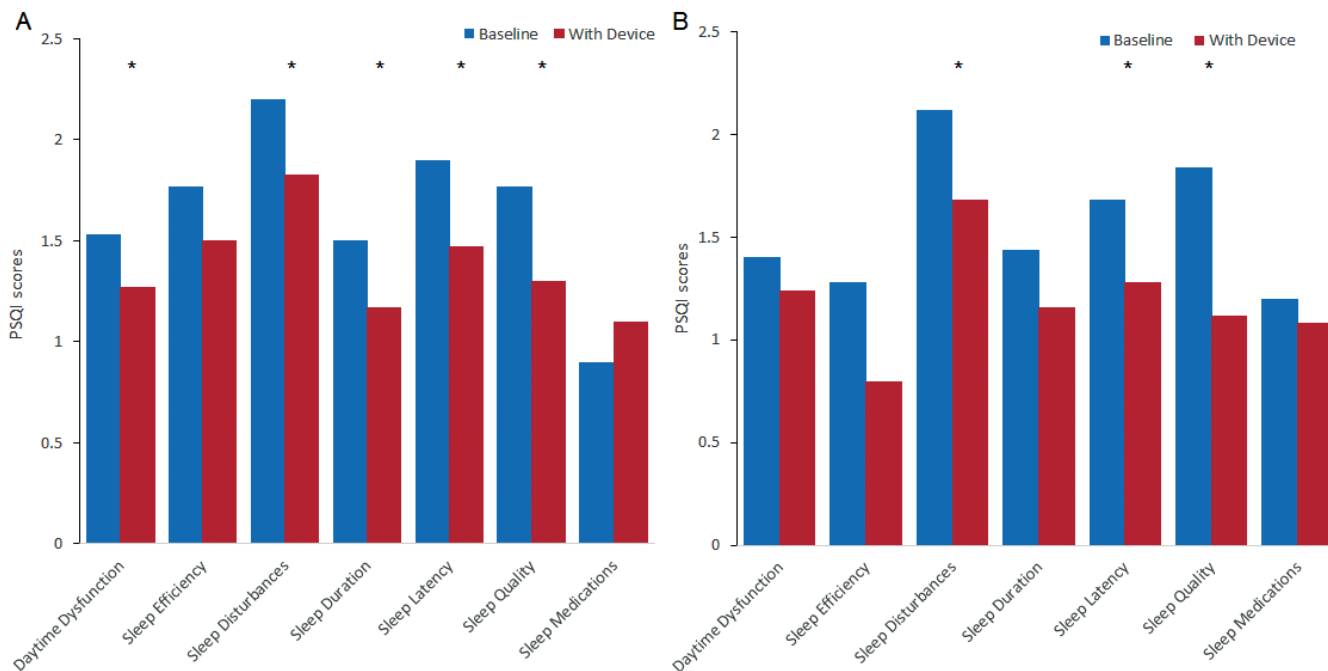 A
Baseline With Device
2.5
* * * * *
2
1.5
1
0.5
0
PSQI scores
Daytime Dysfunction
Sleep Efficiency
Sleep Disturbances
Sleep Duration
Sleep Latency
Sleep Quality
Sleep Medications
B
Baseline With Device
2.5
* * *
2
1.5
1
0.5
0
PSQI scores
Daytime Dysfunction
Sleep Efficiency
Sleep Disturbances
Sleep Duration
Sleep Latency
Sleep Quality
Sleep Medications